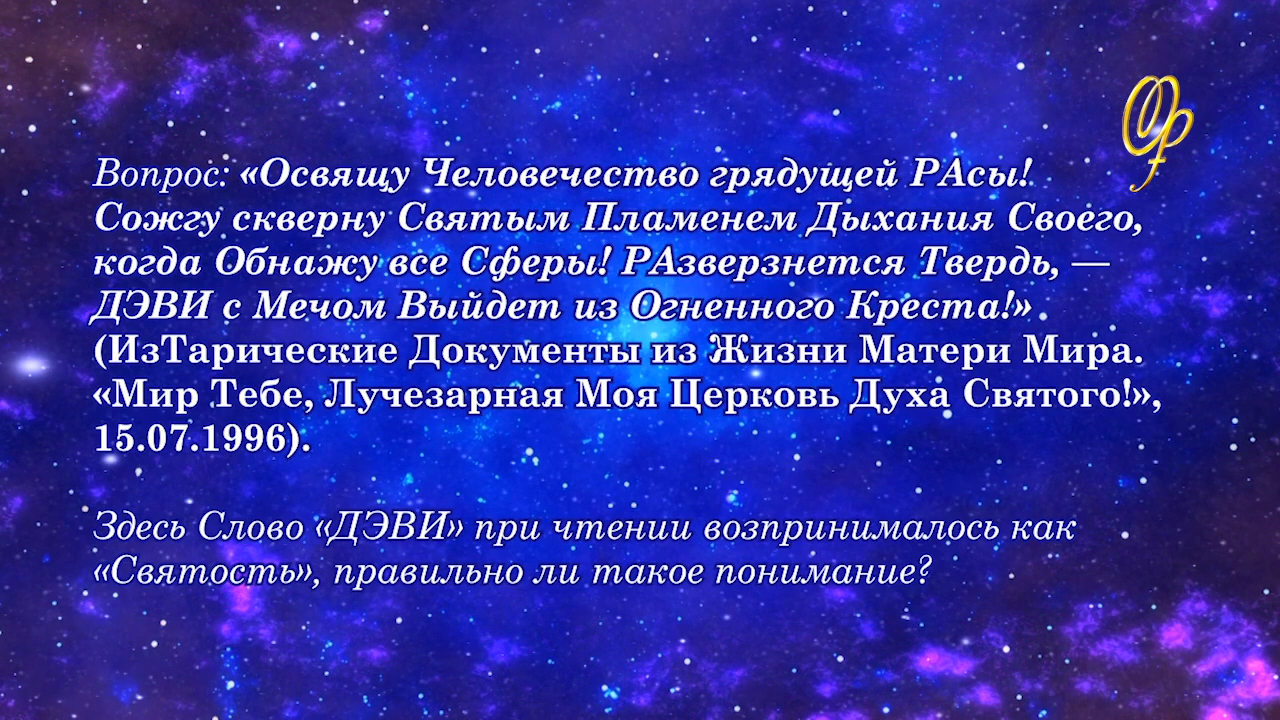 Вопрос: «Освящу Человечество грядущей РАсы!
Сожгу скверну Святым Пламенем Дыхания Своего,
когда Обнажу все Сферы! РАзверзнется Твердь, —
ДЭВИ с Мечом Выйдет из Огненного Креста!»
(ИзТарические Документы из Жизни Матери Мира.
«Мир Тебе, Лучезарная Моя Церковь Духа Святого!»,
15.07.1996).
Здесь Слово «ДЭВИ» при чтении возпринималось как
«Святость», правильно ли такое понимание?